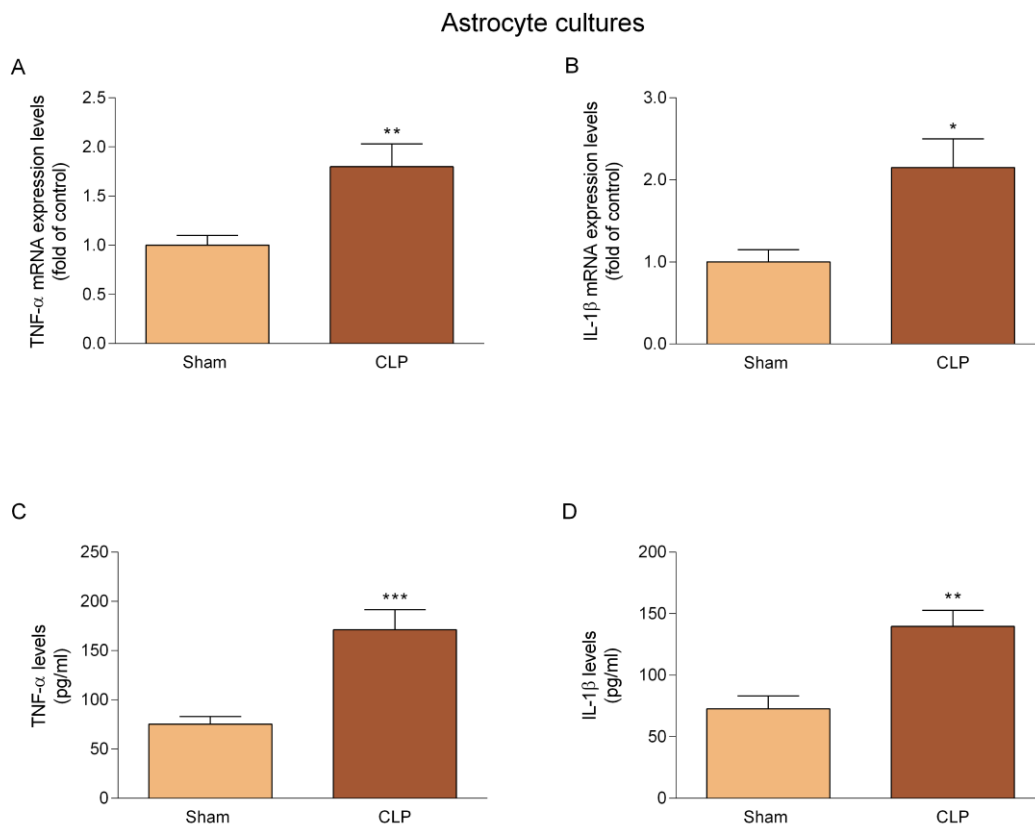 Astrocyte cultures
A
TNF-α mRNA expression levels
(fold of control)
2.5
2.0
1.5
1.0
0.5
0.0
**
Sham
CLP
B
IL-1β mRNA expression levels
(fold of control)
3.0
2.0
1.0
0.0
*
Sham
CLP
C
TNF-α levels
(pg/ml)
250
200
150
100
50
0
***
Sham
CLP
D
IL-1β levels
(pg/ml)
200
150
100
50
0
**
Sham
CLP